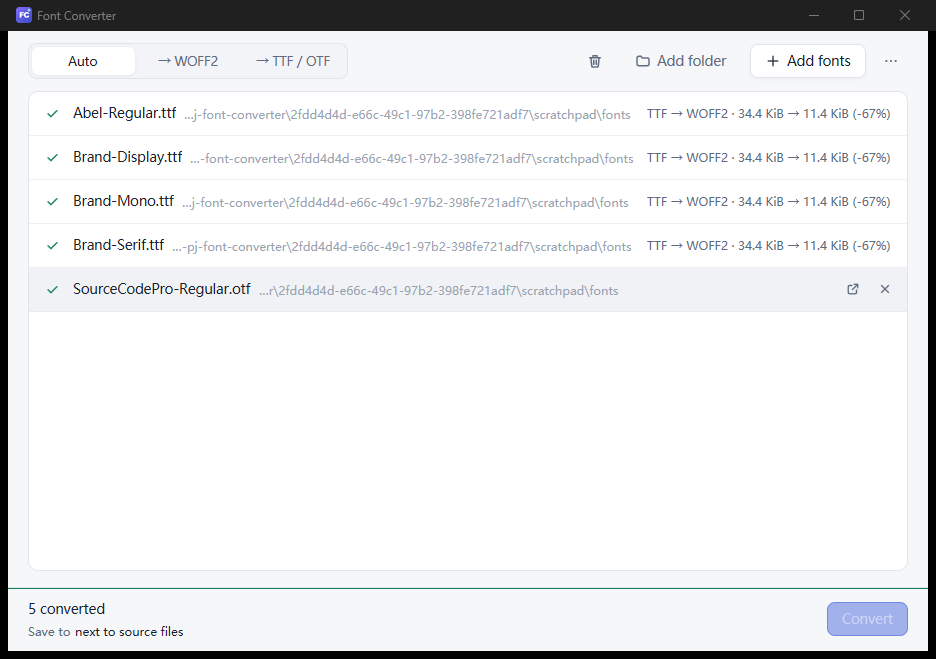 FC Font Converter
Auto → WOFF2 → TTF / OTF Add folder + Add fonts ...
Abel-Regular.ttf ...j-font-converter\2fdd4d4d-e66c-49c1-97b2-398fe721adf7\scratchpad\fonts TTF → WOFF2 · 34.4 KiB → 11.4 KiB (-67%)
Brand-Display.ttf ...-font-converter\2fdd4d4d-e66c-49c1-97b2-398fe721adf7\scratchpad\fonts TTF → WOFF2 · 34.4 KiB → 11.4 KiB (-67%)
Brand-Mono.ttf ...j-font-converter\2fdd4d4d-e66c-49c1-97b2-398fe721adf7\scratchpad\fonts TTF → WOFF2 · 34.4 KiB → 11.4 KiB (-67%)
Brand-Serif.ttf ...-pj-font-converter\2fdd4d4d-e66c-49c1-97b2-398fe721adf7\scratchpad\fonts TTF → WOFF2 · 34.4 KiB → 11.4 KiB (-67%)
SourceCodePro-Regular.otf ...r\2fdd4d4d-e66c-49c1-97b2-398fe721adf7\scratchpad\fonts
5 converted
Save to next to source files
Convert